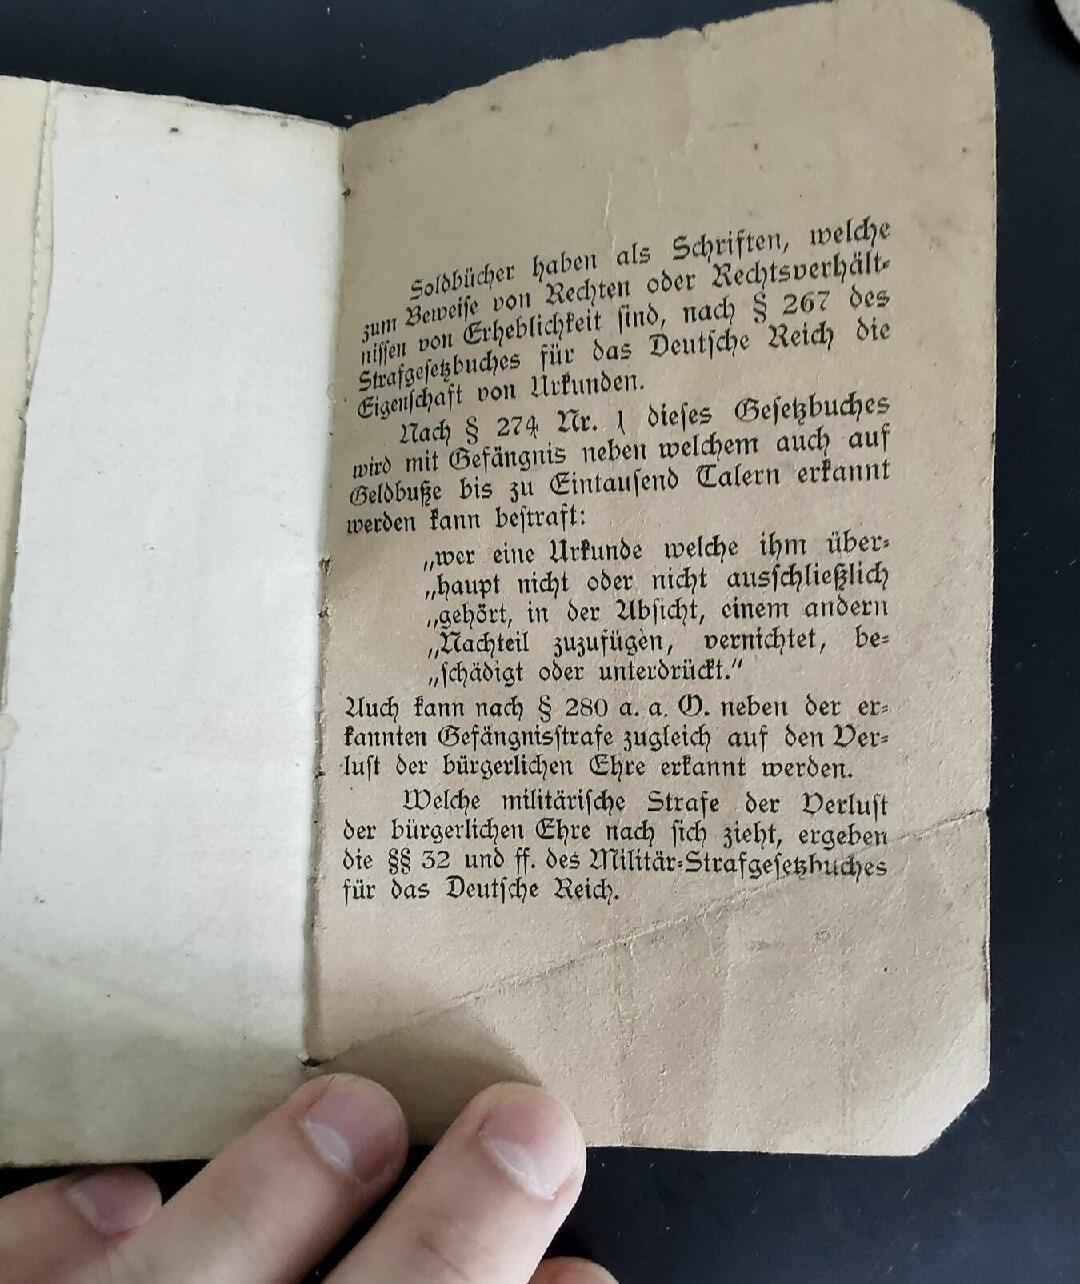 Soldbücher haben als Schriften, welche
zum Beweise von Rechten oder Rechtsverhält-
nissen von Erheblichkeit sind, nach § 267 des
Strafgesetzbuches für das Deutsche Reich die
Eigenschaft von Urkunden.
Nach § 274 Nr. 1 dieses Gesetzbuches
wird mit Gefängnis neben welchem auch auf
Geldbuße bis zu Eintausend Talern erkannt
werden kann bestraft:
„wer eine Urkunde welche ihm über-
„haupt nicht oder nicht ausschließlich
„gehört, in der Absicht, einem andern
„Nachteil zuzufügen, vernichtet, be-
„schädigt oder unterdrückt.“
Auch kann nach § 280 a. a. O. neben der er-
kannten Gefängnisstrafe zugleich auf den Ver-
lust der bürgerlichen Ehre erkannt werden.
Welche militärische Strafe der Verlust
der bürgerlichen Ehre nach sich zieht, ergeben
die §§ 32 und ff. des Militär-Strafgesetzbuches
für das Deutsche Reich.